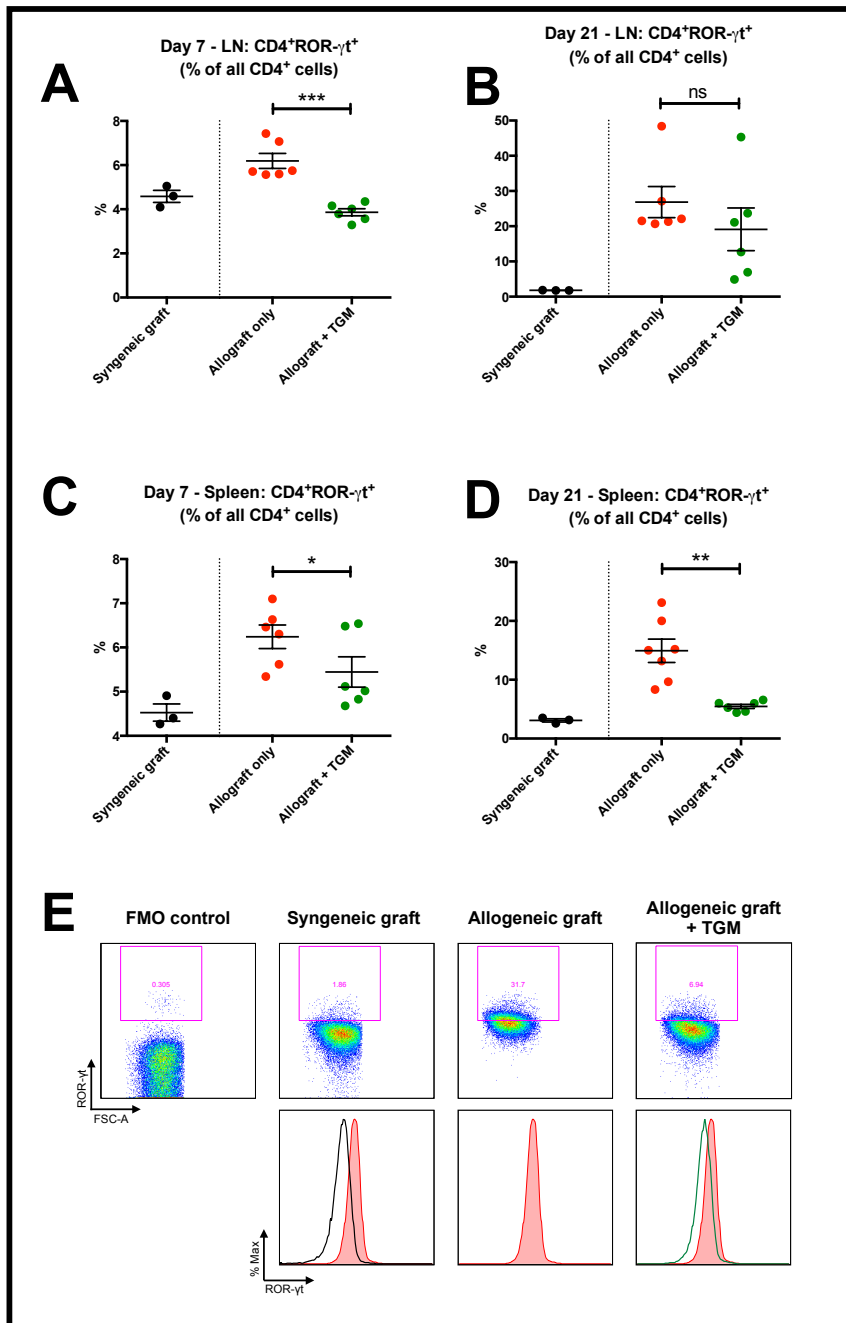 A
Day 7 - LN: CD4⁺ROR-γt⁺
(% of all CD4⁺ cells)
***
8
6
4
2
0
%
Syngeneic graft
Allograft only
Allograft + TGM
B
Day 21 - LN: CD4⁺ROR-γt⁺
(% of all CD4⁺ cells)
ns
50
40
30
20
10
0
%
Syngeneic graft
Allograft only
Allograft + TGM
C
Day 7 - Spleen: CD4⁺ROR-γt⁺
(% of all CD4⁺ cells)
*
8
7
6
5
4
%
Syngeneic graft
Allograft only
Allograft + TGM
D
Day 21 - Spleen: CD4⁺ROR-γt⁺
(% of all CD4⁺ cells)
**
30
20
10
0
%
Syngeneic graft
Allograft only
Allograft + TGM
E
FMO control
Syngeneic graft
Allogeneic graft
Allogeneic graft
+ TGM
0.305
1.86
31.7
6.94
ROR-γt
FSC-A
% Max
ROR-γt